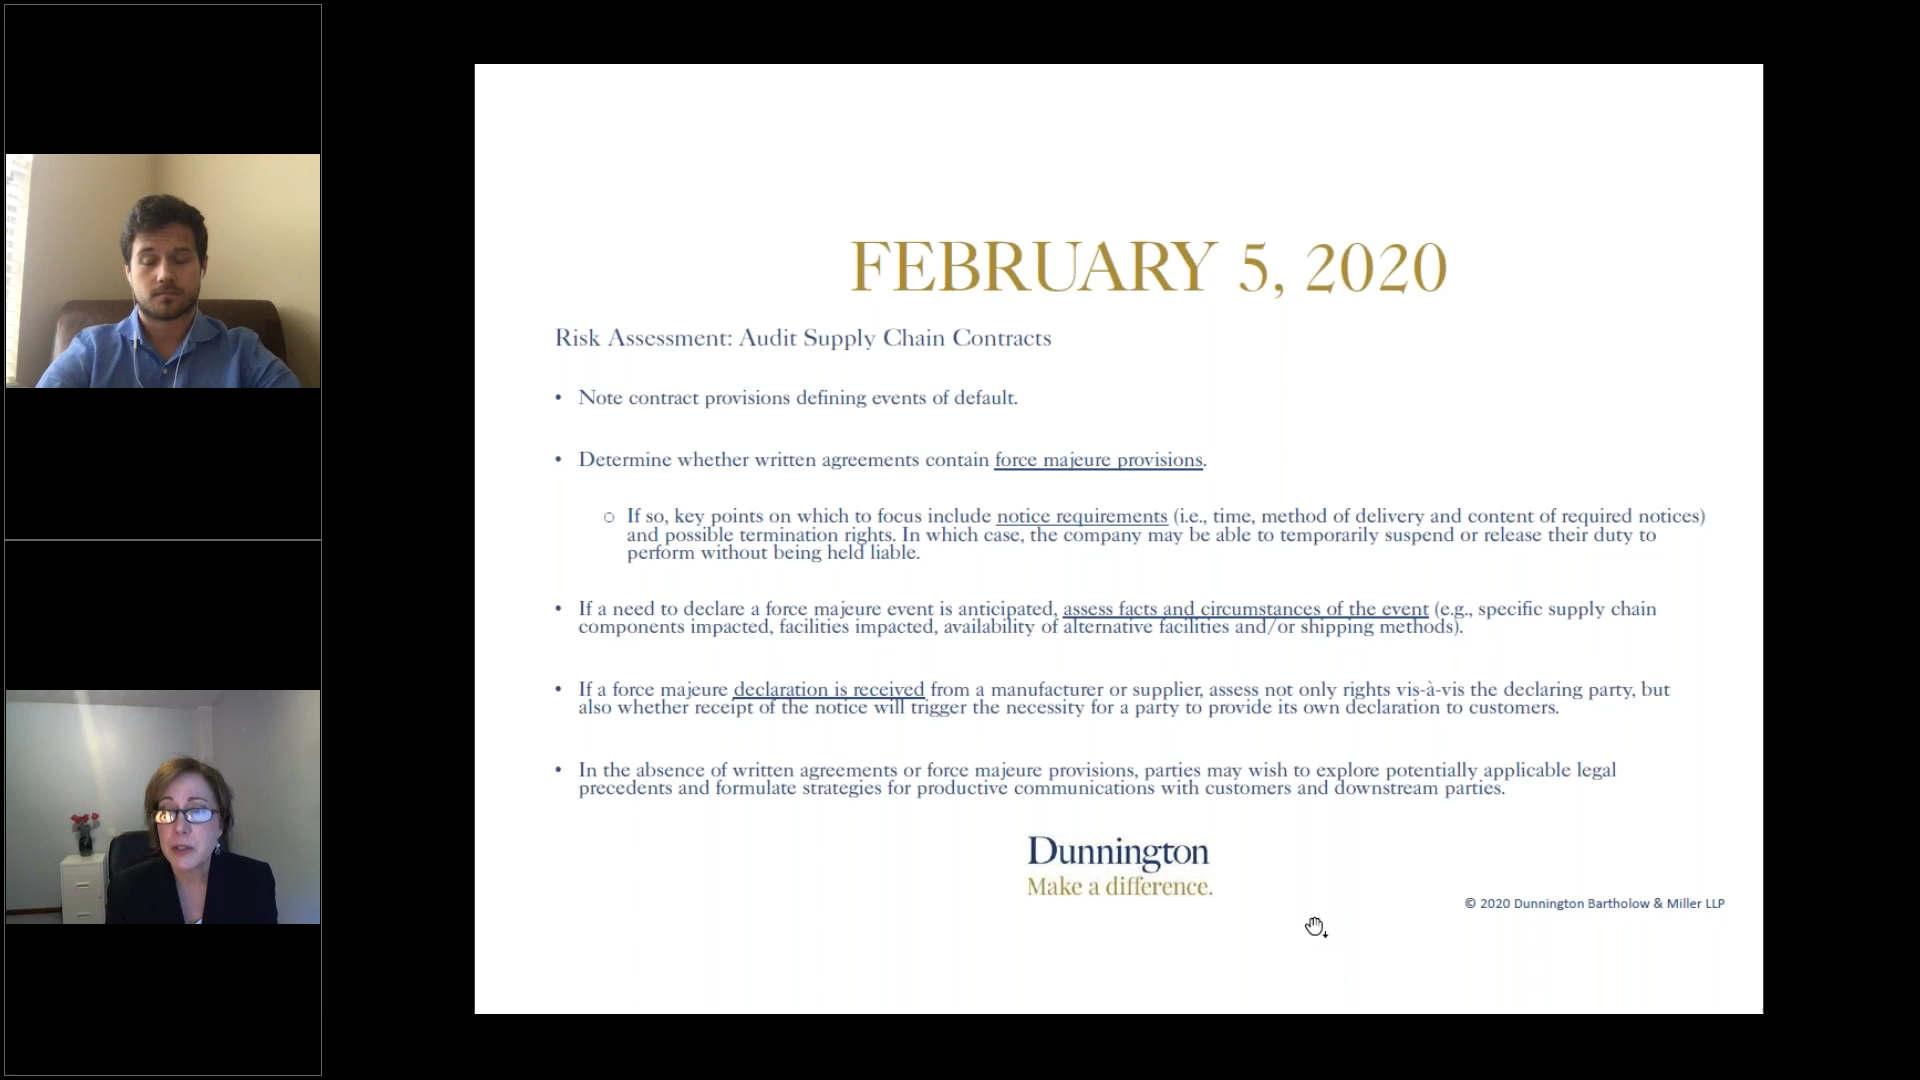 FEBRUARY 5, 2020
Risk Assessment: Audit Supply Chain Contracts
• Note contract provisions defining events of default.
• Determine whether written agreements contain force majeure provisions.
○ If so, key points on which to focus include notice requirements (i.e., time, method of delivery and content of required notices)
and possible termination rights. In which case, the company may be able to temporarily suspend or release their duty to
perform without being held liable.
• If a need to declare a force majeure event is anticipated, assess facts and circumstances of the event (e.g., specific supply chain
components impacted, facilities impacted, availability of alternative facilities and/or shipping methods).
• If a force majeure declaration is received from a manufacturer or supplier, assess not only rights vis-à-vis the declaring party, but
also whether receipt of the notice will trigger the necessity for a party to provide its own declaration to customers.
• In the absence of written agreements or force majeure provisions, parties may wish to explore potentially applicable legal
precedents and formulate strategies for productive communications with customers and downstream parties.
Dunnington
Make a difference.
© 2020 Dunnington Bartholow & Miller LLP